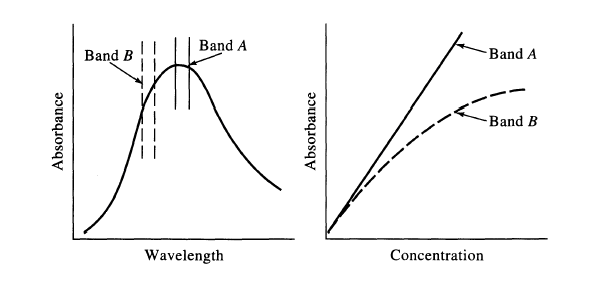 Band B
Band A
Absorbance
Wavelength
Band A
Band B
Absorbance
Concentration